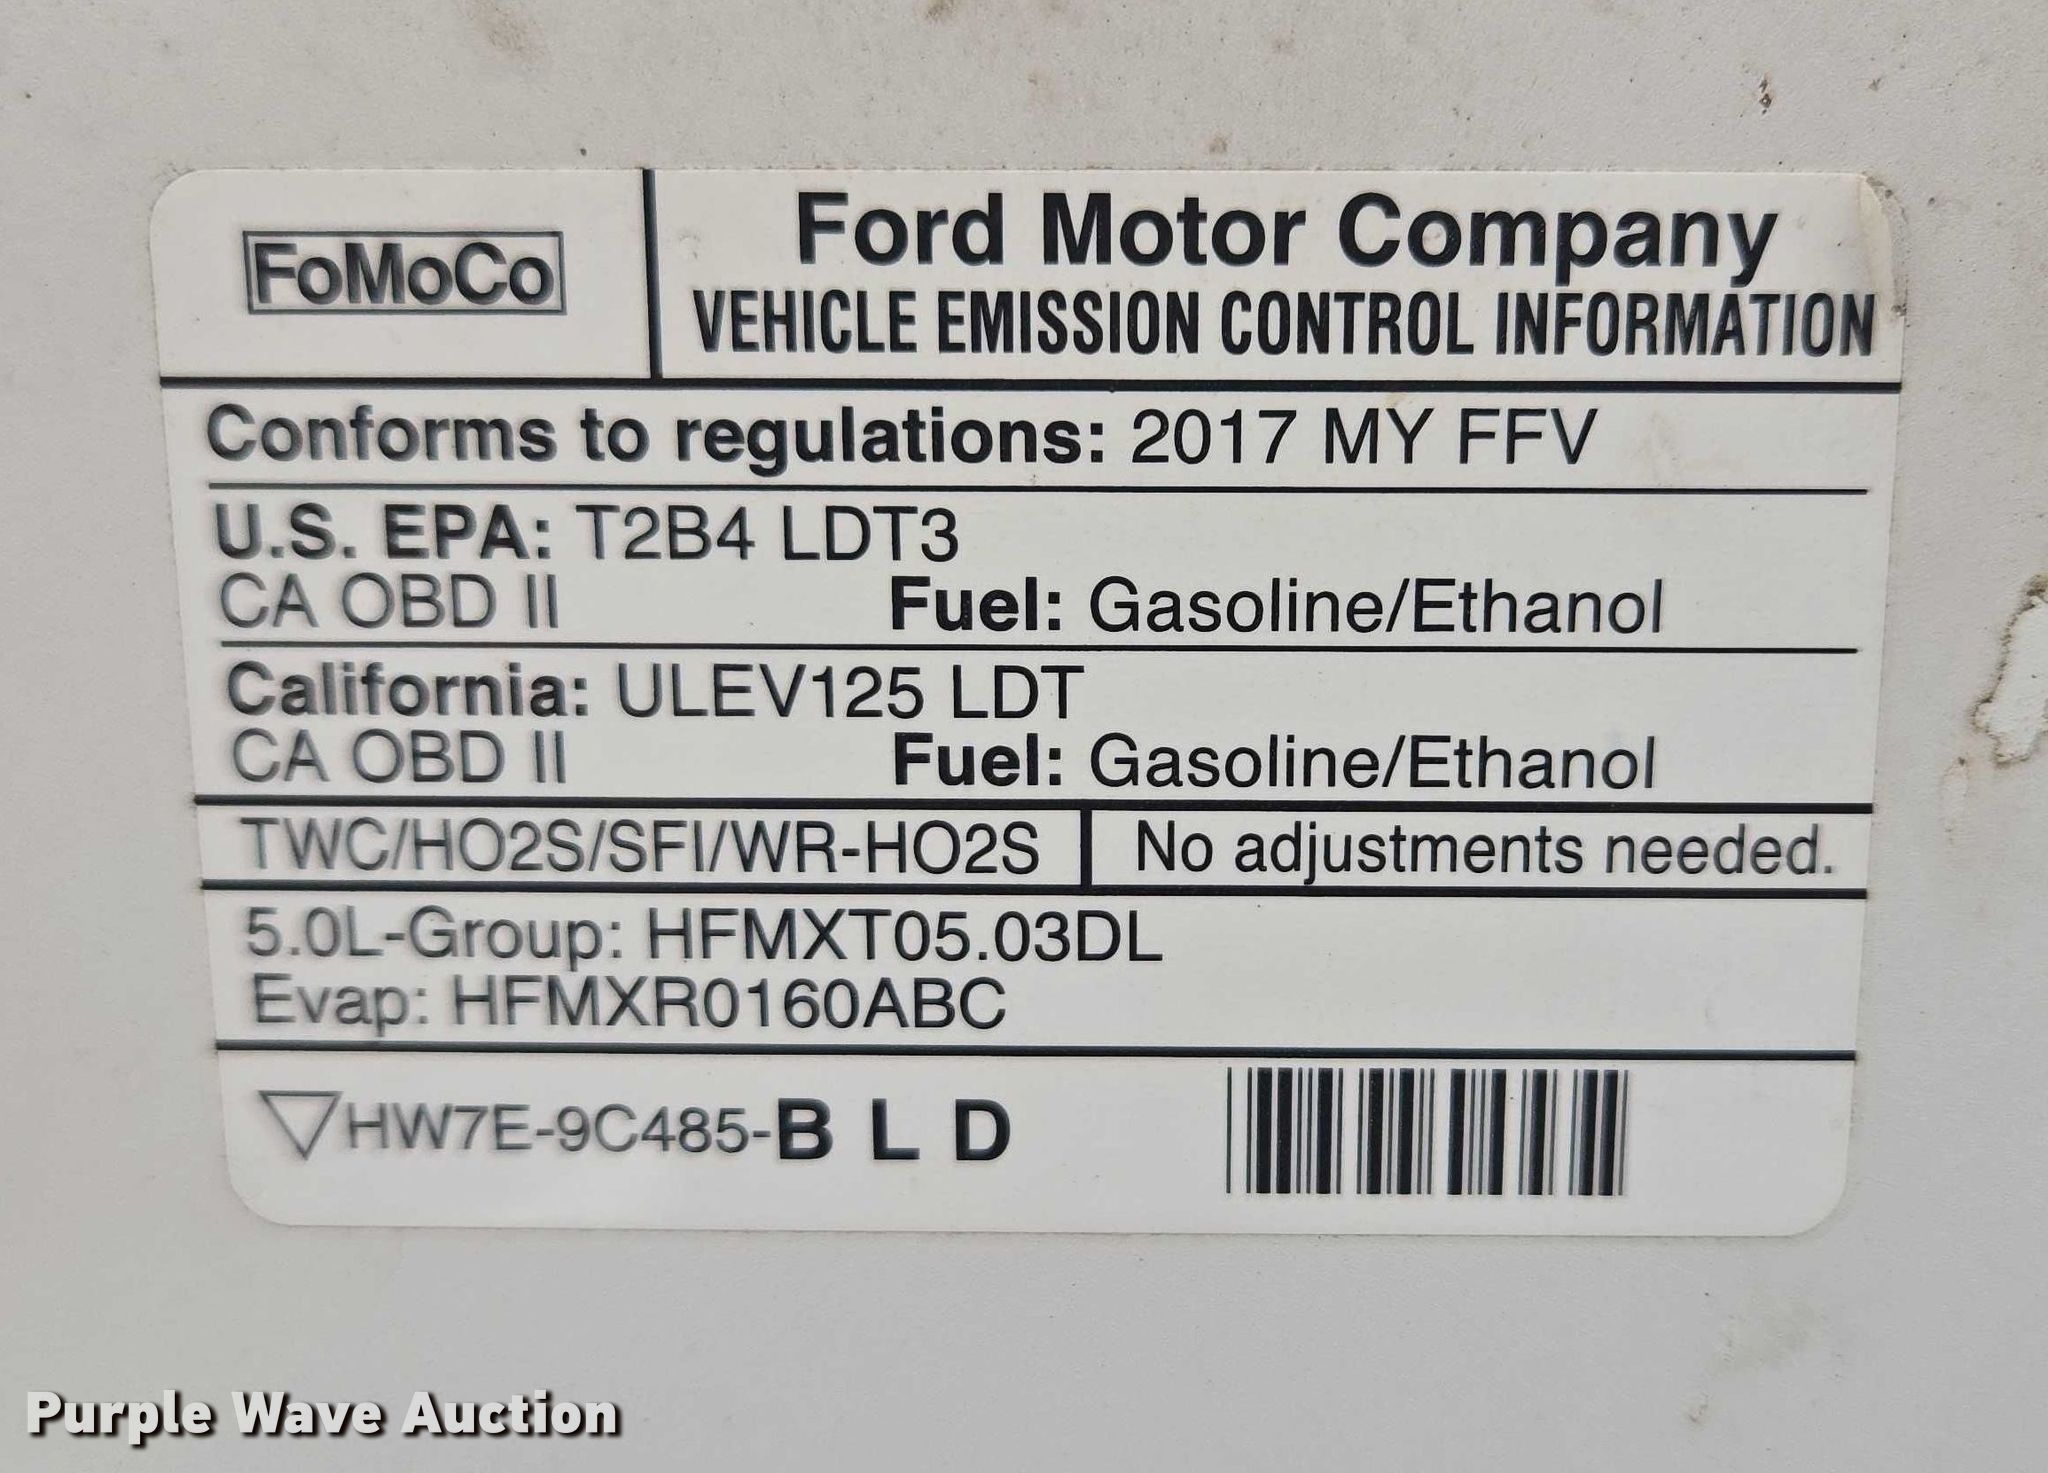 FoMoCo
Ford Motor Company
VEHICLE EMISSION CONTROL INFORMATION
Conforms to regulations: 2017 MY FFV
U.S. EPA: T2B4 LDT3
CA OBD II Fuel: Gasoline/Ethanol
California: ULEV125 LDT
CA OBD II Fuel: Gasoline/Ethanol
TWC/HO2S/SFI/WR-HO2S No adjustments needed.
5.0L-Group: HFMXT05.03DL
Evap: HFMXR0160ABC
HW7E-9C485-B L D
Purple Wave Auction